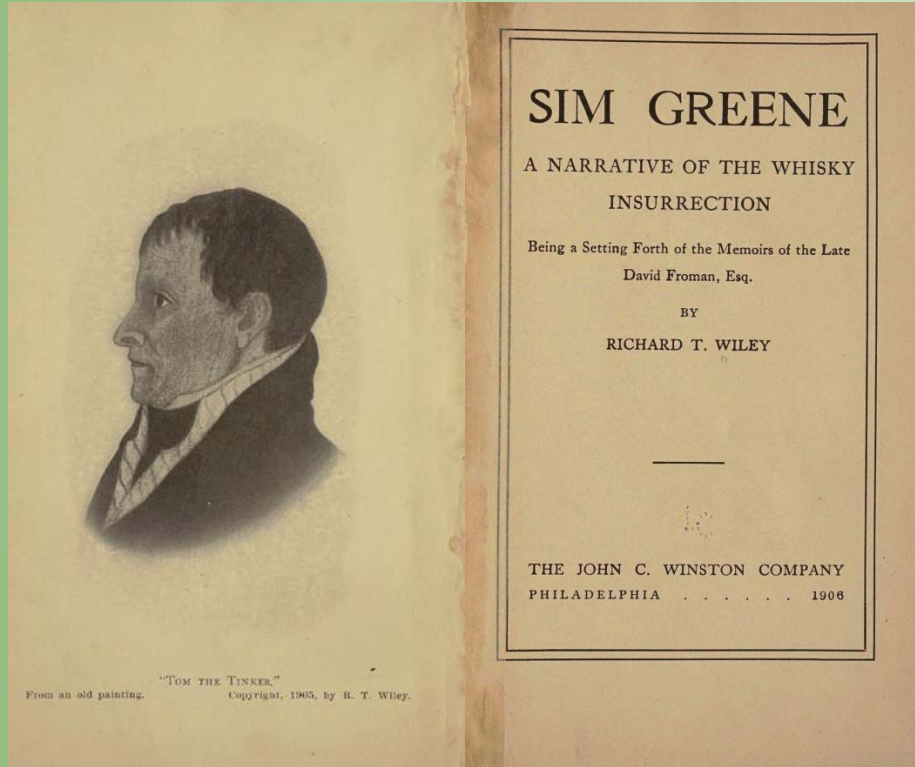 "TOM THE TINKER."
From an old painting. Copyright, 1905, by R. T. Wiley.
SIM GREENE
A NARRATIVE OF THE WHISKY
INSURRECTION
Being a Setting Forth of the Memoirs of the Late
David Froman, Esq.
BY
RICHARD T. WILEY
THE JOHN C. WINSTON COMPANY
PHILADELPHIA . . . . . . 1906